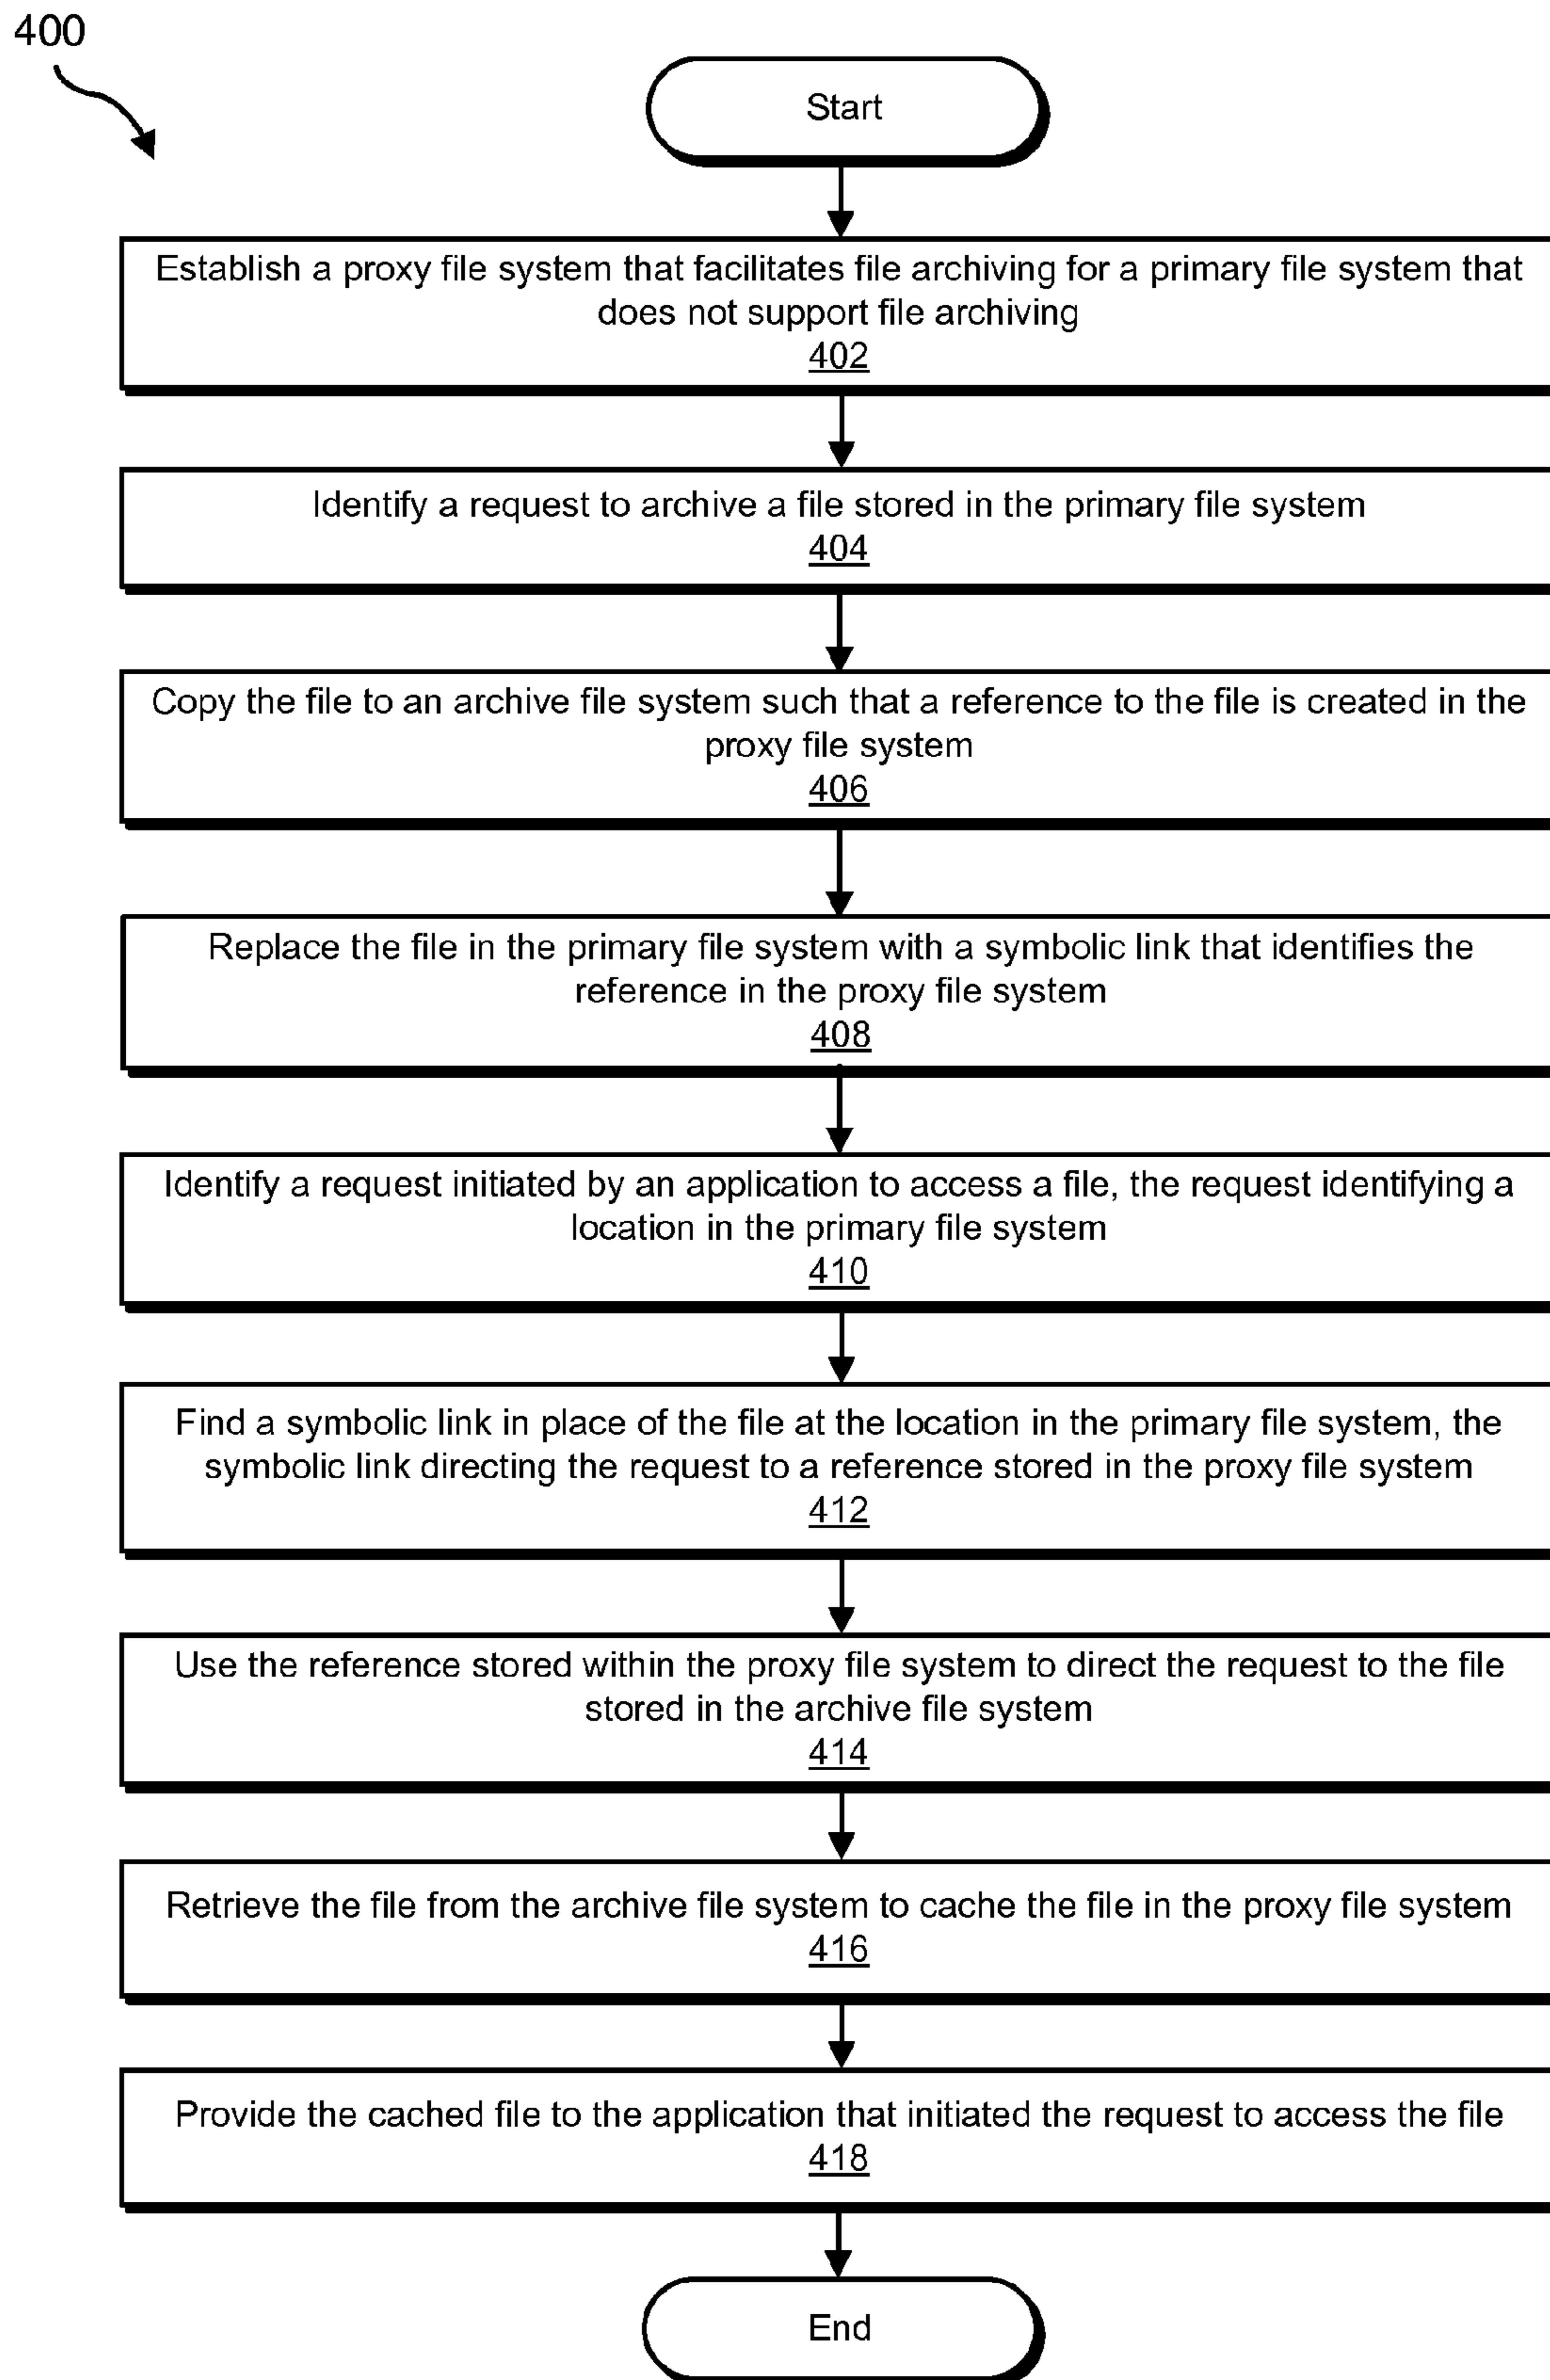 400
Start
Establish a proxy file system that facilitates file archiving for a primary file system that
does not support file archiving
402
Identify a request to archive a file stored in the primary file system
404
Copy the file to an archive file system such that a reference to the file is created in the
proxy file system
406
Replace the file in the primary file system with a symbolic link that identifies the
reference in the proxy file system
408
Identify a request initiated by an application to access a file, the request identifying a
location in the primary file system
410
Find a symbolic link in place of the file at the location in the primary file system, the
symbolic link directing the request to a reference stored in the proxy file system
412
Use the reference stored within the proxy file system to direct the request to the file
stored in the archive file system
414
Retrieve the file from the archive file system to cache the file in the proxy file system
416
Provide the cached file to the application that initiated the request to access the file
418
End